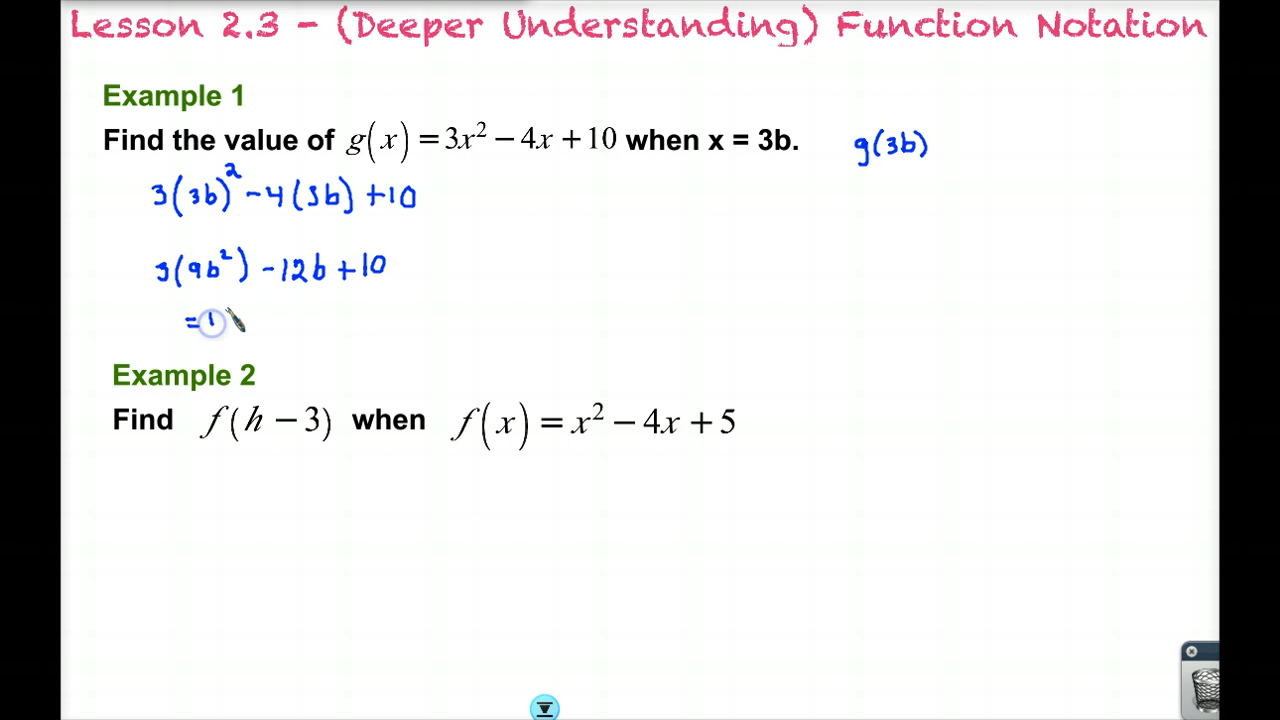 Lesson 2.3 - (Deeper Understanding) Function Notation
Example 1
Find the value of g(x) = 3x² − 4x + 10 when x = 3b. g(3b)
3(3b)² - 4(3b) + 10
3(9b²) - 12b + 10
= 1
Example 2
Find f(h − 3) when f(x) = x² − 4x + 5